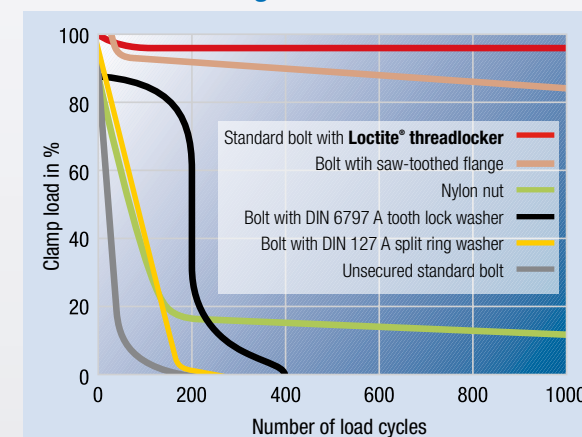 100
80
60
40
20
0
Clamp load in %
Standard bolt with Loctite® threadlocker
Bolt wtih saw-toothed flange
Nylon nut
Bolt with DIN 6797 A tooth lock washer
Bolt with DIN 127 A split ring washer
Unsecured standard bolt
0 200 400 600 800 1000
Number of load cycles